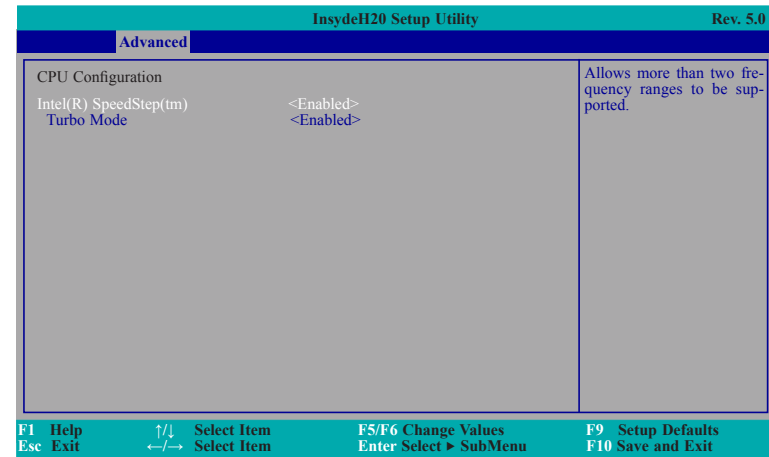 InsydeH20 Setup Utility Rev. 5.0
Advanced
CPU Configuration
Intel(R) SpeedStep(tm) <Enabled>
Turbo Mode <Enabled>
Allows more than two fre-
quency ranges to be sup-
ported.
F1 Help ↑/↓ Select Item F5/F6 Change Values F9 Setup Defaults
Esc Exit ←/→ Select Item Enter Select ► SubMenu F10 Save and Exit